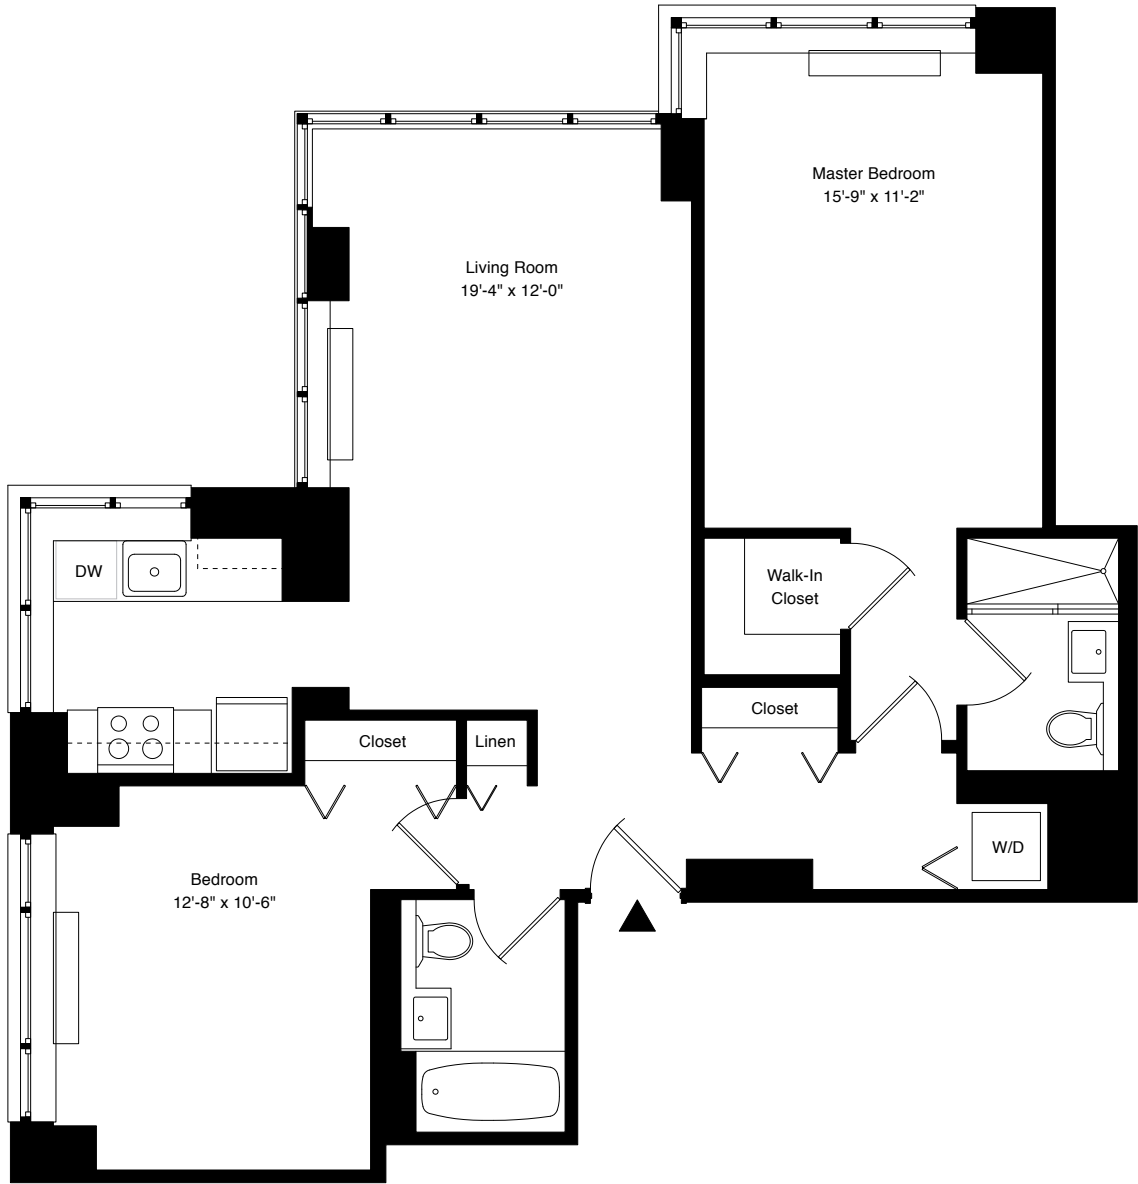 Master Bedroom
15'-9" x 11'-2"
Living Room
19'-4" x 12'-0"
DW
Walk-In
Closet
Closet
Closet
Linen
W/D
Bedroom
12'-8" x 10'-6"